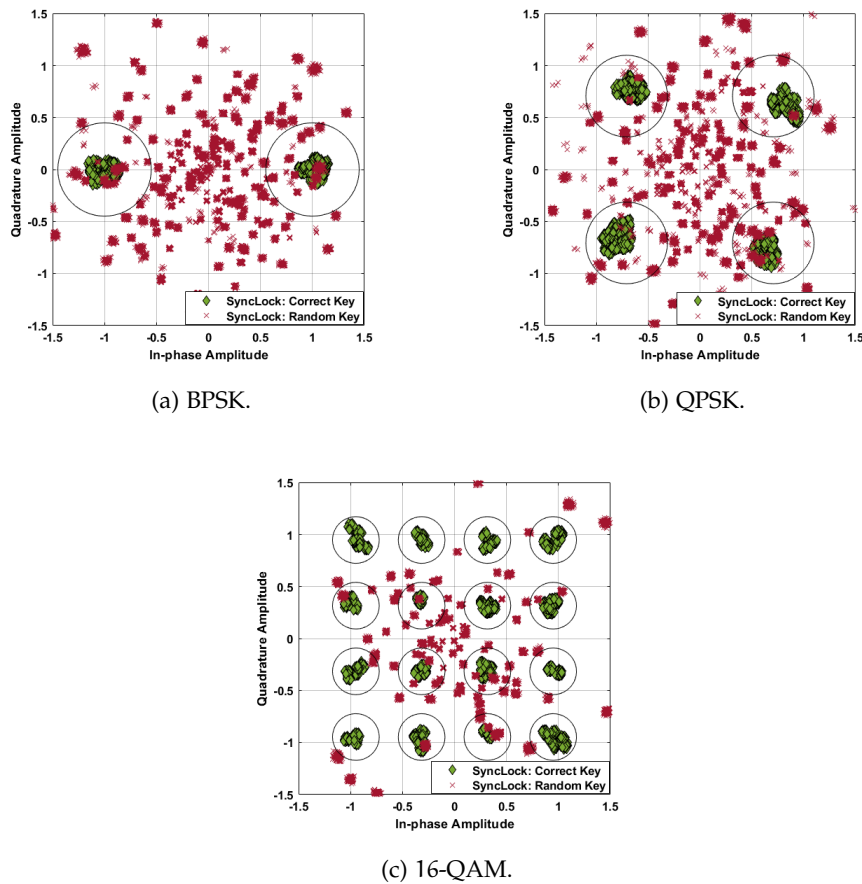 1.5
1
0.5
0
-0.5
-1
-1.5
Quadrature Amplitude
SyncLock: Correct Key
SyncLock: Random Key
-1.5 -1 -0.5 0 0.5 1 1.5
In-phase Amplitude
(a) BPSK.
1.5
1
0.5
0
-0.5
-1
-1.5
Quadrature Amplitude
SyncLock: Correct Key
SyncLock: Random Key
-1.5 -1 -0.5 0 0.5 1 1.5
In-phase Amplitude
(b) QPSK.
1.5
1
0.5
0
-0.5
-1
-1.5
Quadrature Amplitude
SyncLock: Correct Key
SyncLock: Random Key
-1.5 -1 -0.5 0 0.5 1 1.5
In-phase Amplitude
(c) 16-QAM.